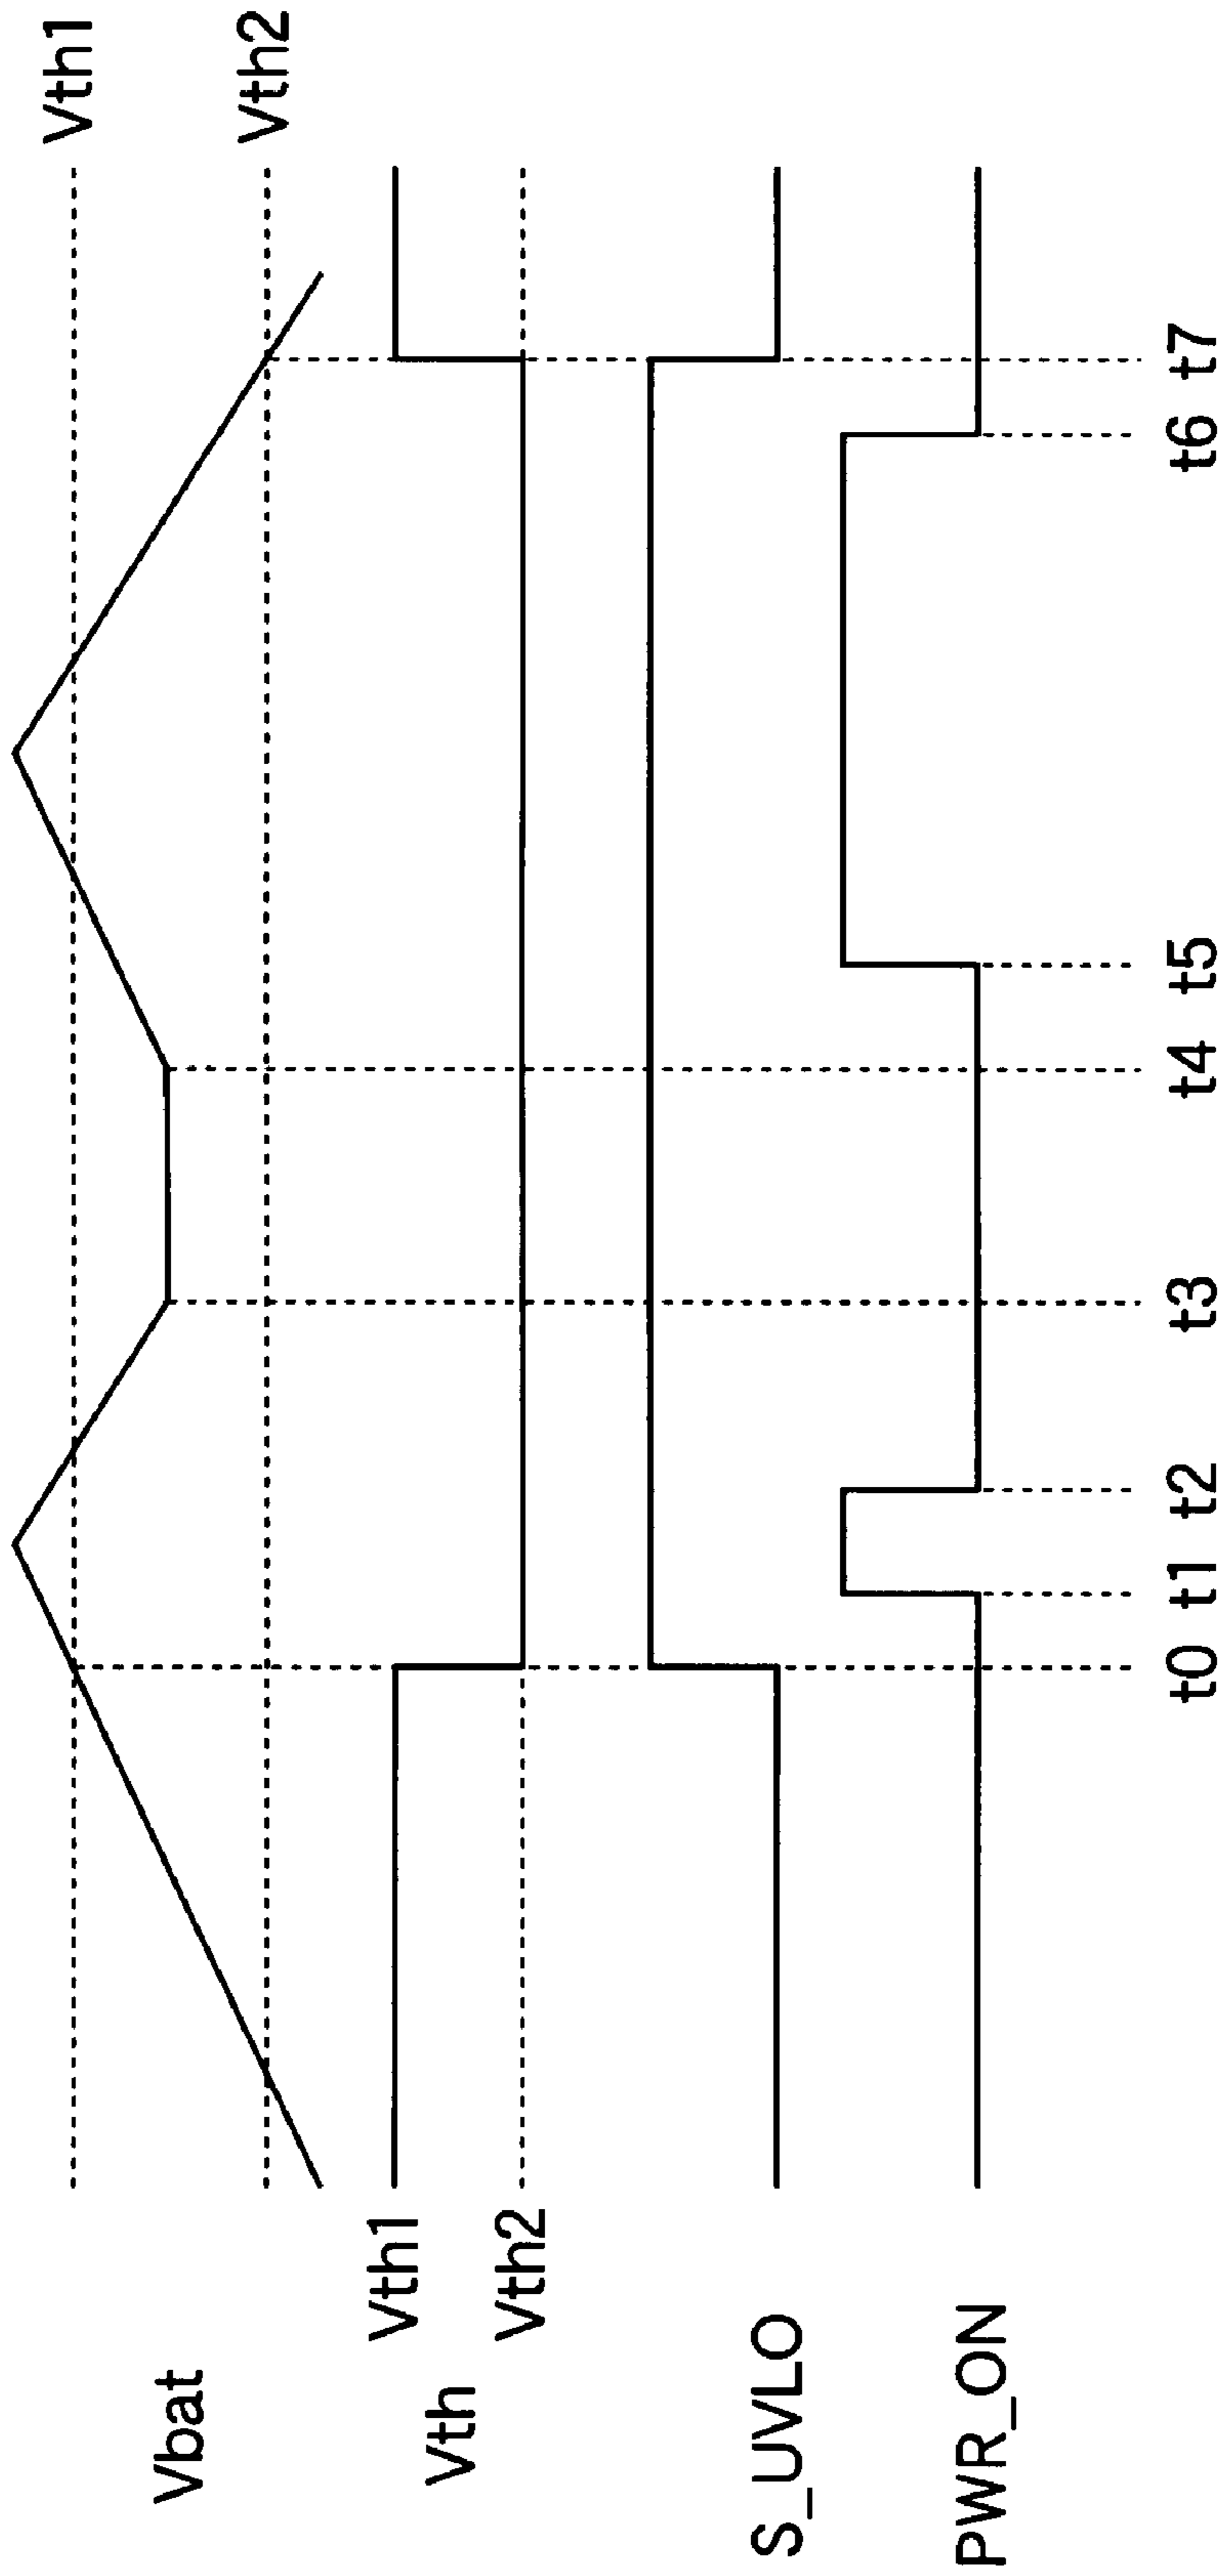 Vth1
Vbat
Vth2
Vth1
Vth
Vth2
S_UVLO
PWR_ON
t0 t1 t2 t3 t4 t5 t6 t7